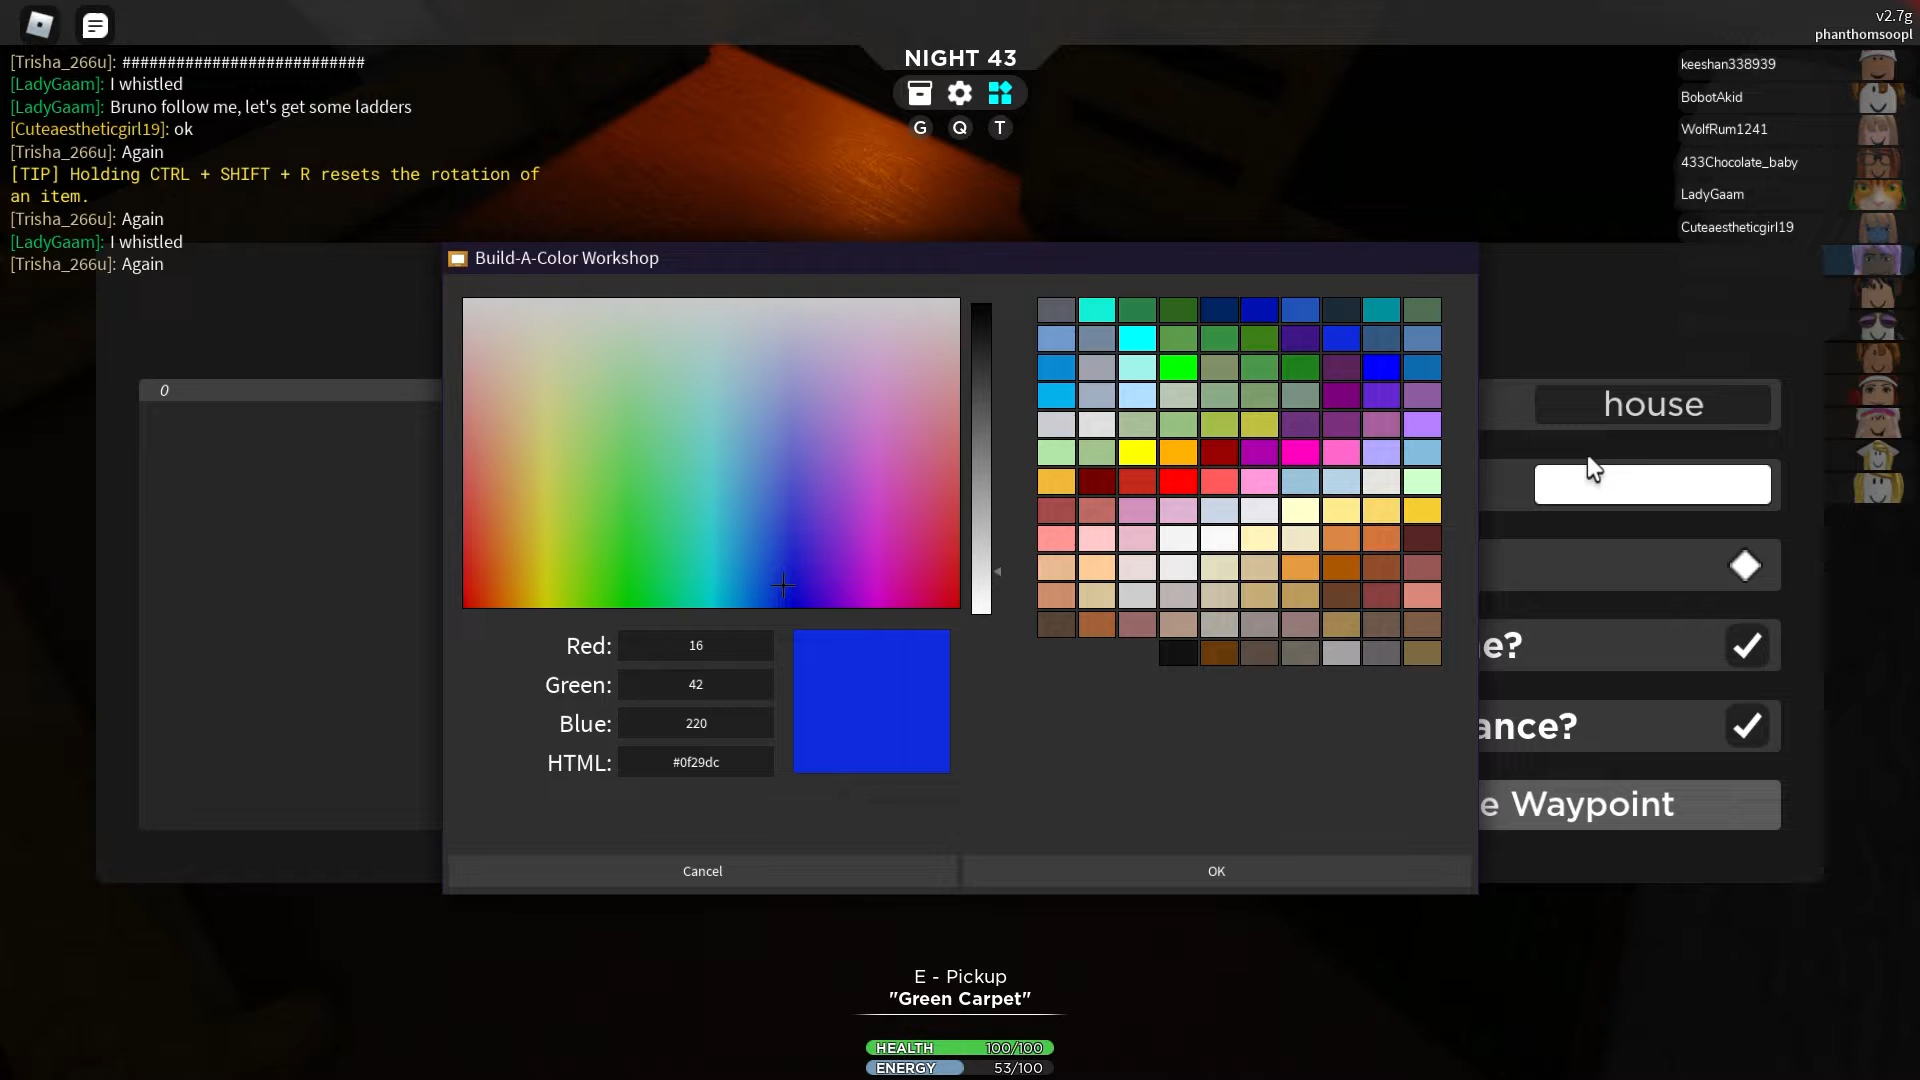 v2.7g
phanthomsoopl
NIGHT 43
G Q T
[Trisha_266u]: ###########################
[LadyGaam]: I whistled
[LadyGaam]: Bruno follow me, let's get some ladders
[Cuteaestheticgirl19]: ok
[Trisha_266u]: Again
[TIP] Holding CTRL + SHIFT + R resets the rotation of
an item.
[Trisha_266u]: Again
[LadyGaam]: I whistled
[Trisha_266u]: Again
keeshan338939
BobotAkid
WolfRum1241
433Chocolate_baby
LadyGaam
Cuteaestheticgirl19
Build-A-Color Workshop
0
house
Red: 16
Green: 42
Blue: 220
HTML: #0f29dc
e?
ance?
e Waypoint
Cancel
OK
E - Pickup
"Green Carpet"
HEALTH 100/100
ENERGY 53/100